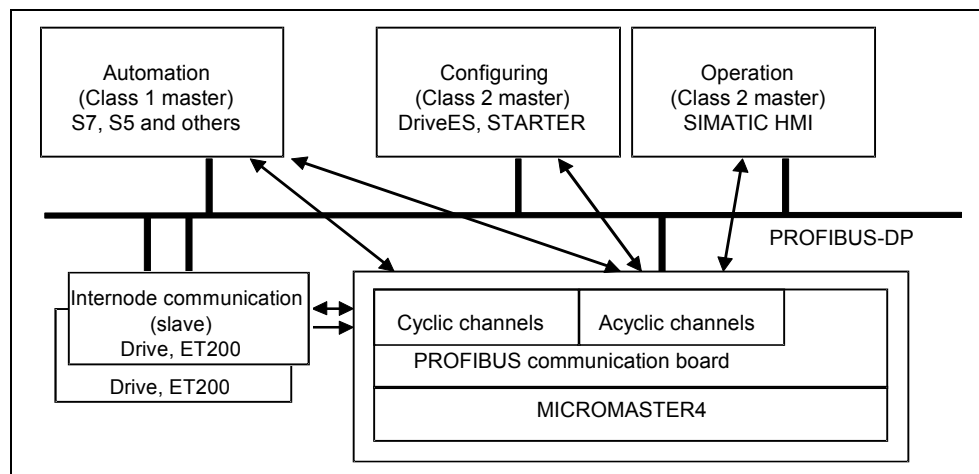 Automation
(Class 1 master)
S7, S5 and others
Configuring
(Class 2 master)
DriveES, STARTER
Operation
(Class 2 master)
SIMATIC HMI
PROFIBUS-DP
Internode communication
(slave)
Drive, ET200
Drive, ET200
Cyclic channels
Acyclic channels
PROFIBUS communication board
MICROMASTER4